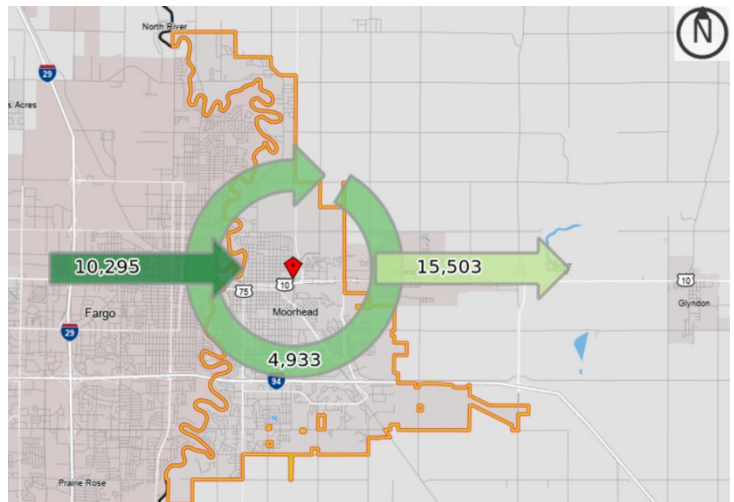 North River
N
29
s Acres
10,295
15,503
75
10
10
Glyndon
Fargo
Moorhead
29
4,933
94
Prairie Rose